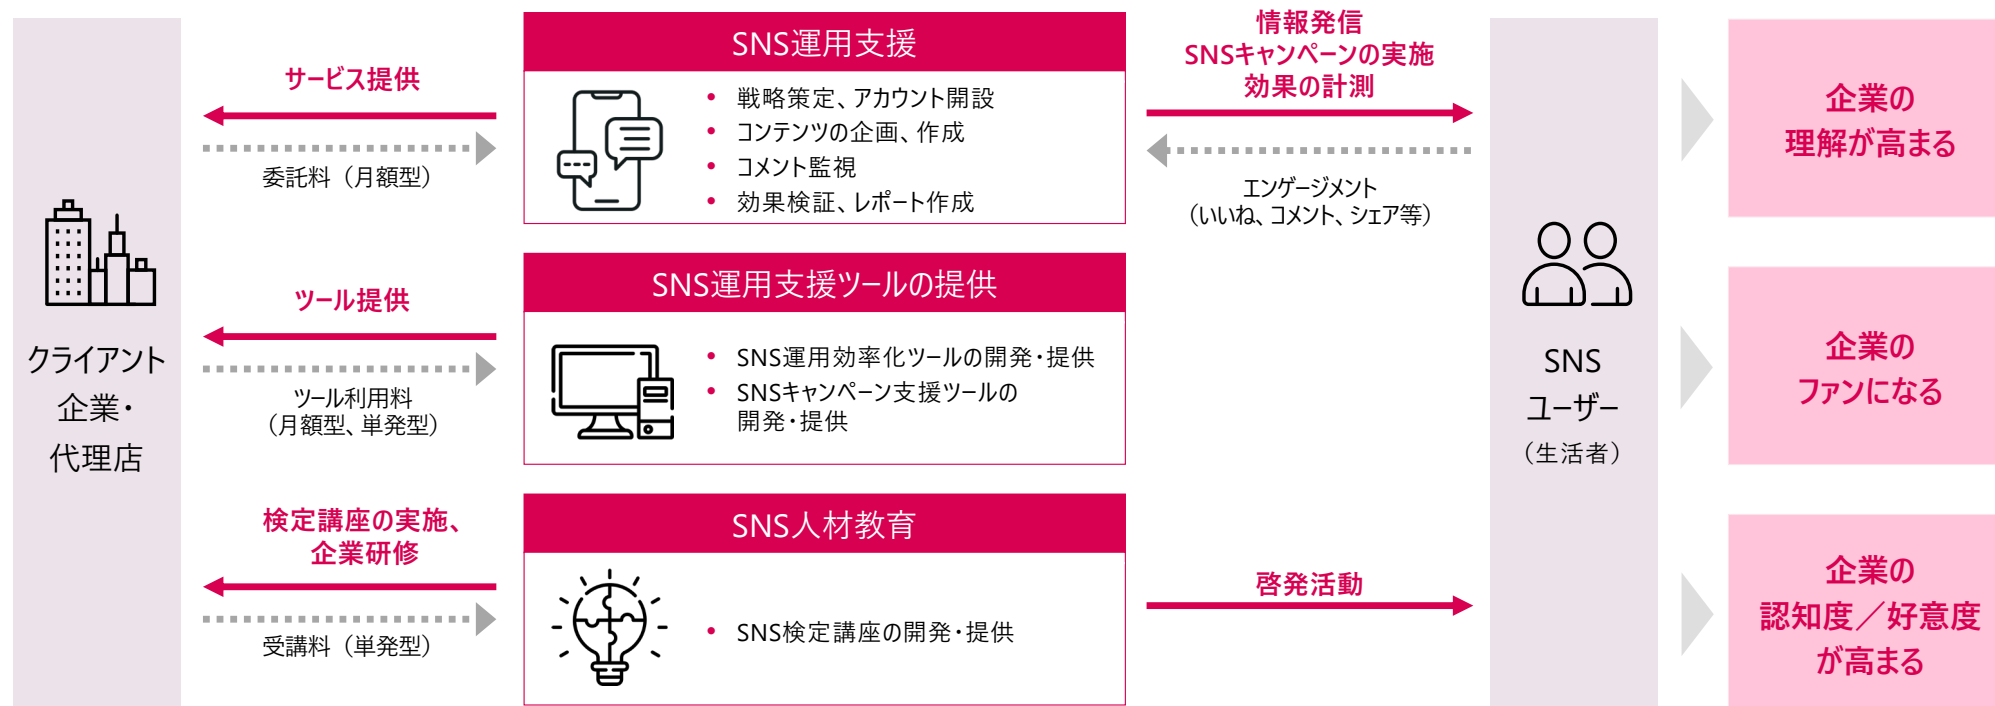 クライアント
企業・
代理店
サービス提供
委託料（月額型）
SNS運用支援
• 戦略策定、アカウント開設
• コンテンツの企画、作成
• コメント監視
• 効果検証、レポート作成
情報発信
SNSキャンペーンの実施
効果の計測
エンゲージメント
（いいね、コメント、シェア等）
ツール提供
ツール利用料
（月額型、単発型）
SNS運用支援ツールの提供
• SNS運用効率化ツールの開発・提供
• SNSキャンペーン支援ツールの
開発・提供
検定講座の実施、
企業研修
受講料（単発型）
SNS人材教育
• SNS検定講座の開発・提供
啓発活動
SNS
ユーザー
（生活者）
企業の
理解が高まる
企業の
ファンになる
企業の
認知度／好意度
が高まる